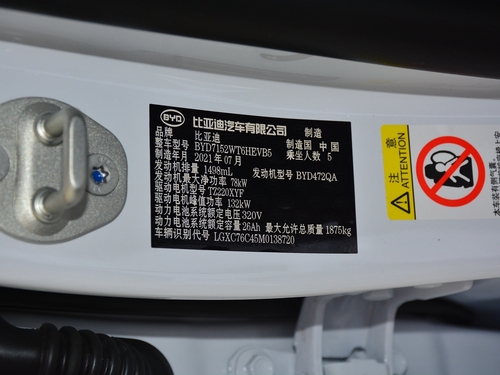 BYD 比亚迪汽车有限公司 制造
品牌 比亚迪 制造国 中国
整车型号 BYD7152WT6HEVB5 乘坐人数 5
制造年月 2021年07月
发动机排量 1498mL 发动机型号 BYD472QA
发动机最大净功率 78kW
驱动电机型号 TZ220XYF
驱动电机峰值功率 132kW
动力电池系统额定电压 320V
动力电池系统额定容量 26Ah 最大允许总质量 1875kg
车辆识别代号 LGXC76C45M0138720
注意
ATTENTION